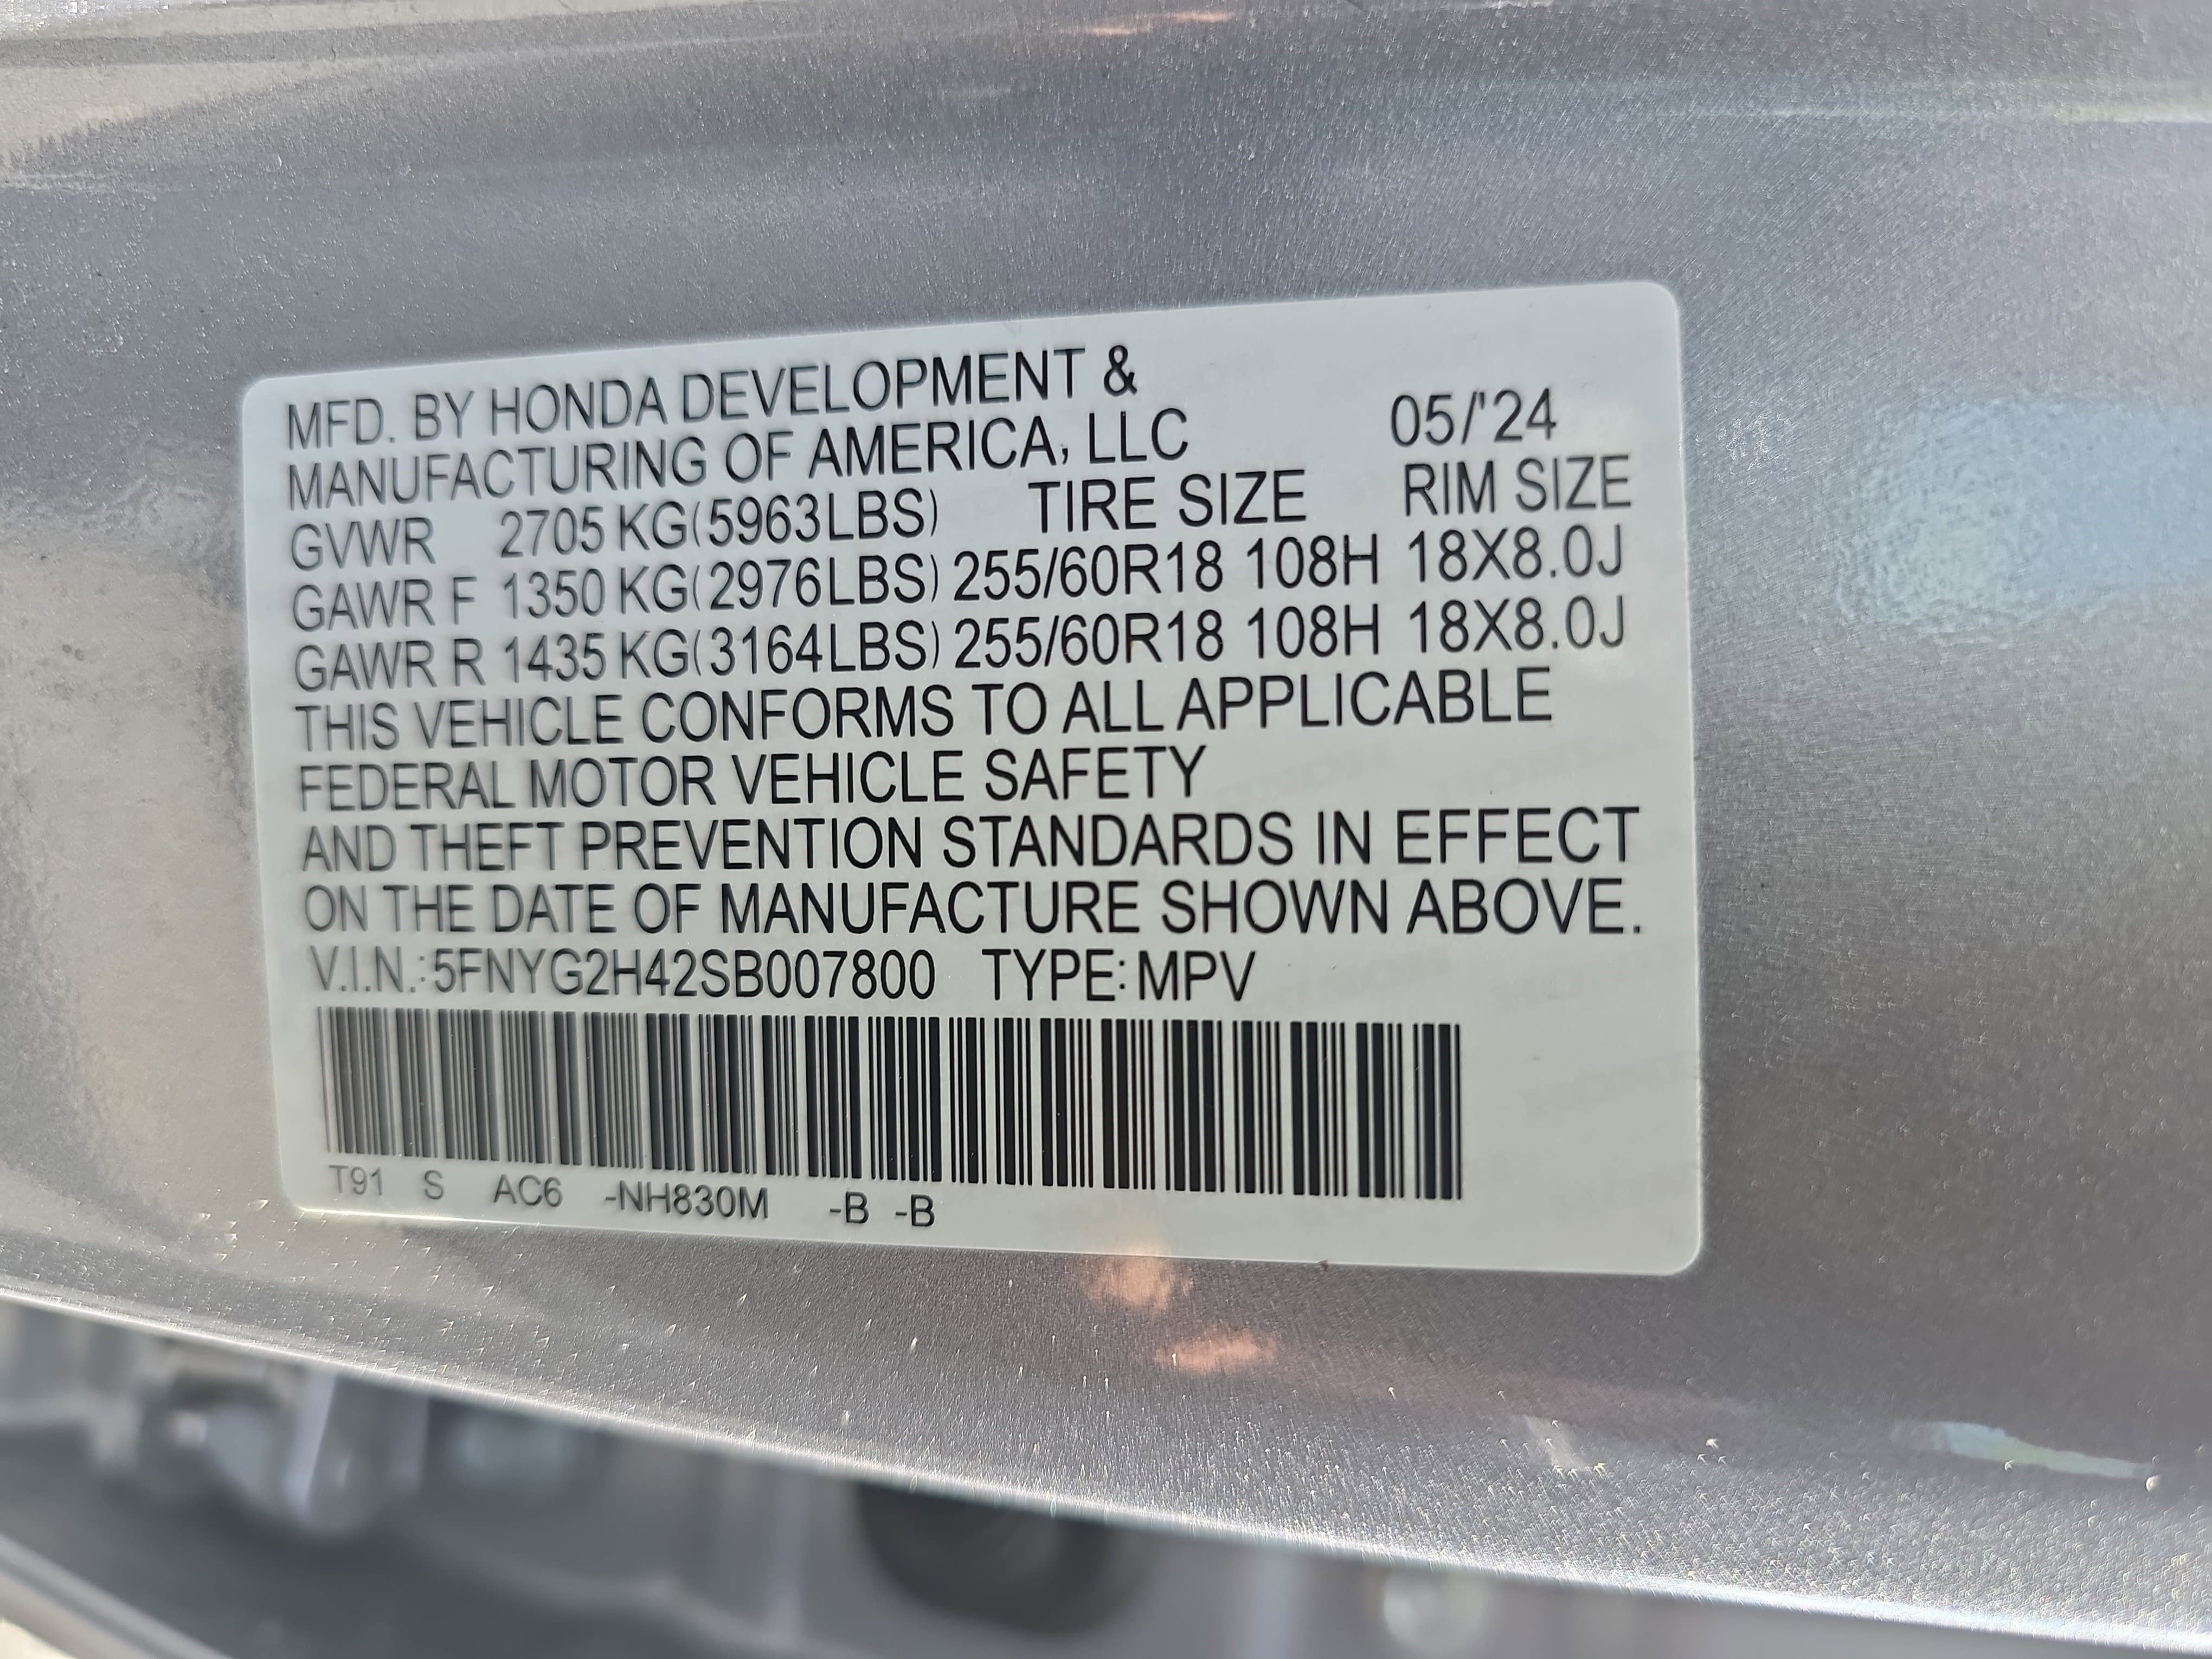 MFD. BY HONDA DEVELOPMENT &
MANUFACTURING OF AMERICA, LLC 05/'24
GVWR 2705 KG(5963LBS) TIRE SIZE RIM SIZE
GAWR F 1350 KG(2976LBS) 255/60R18 108H 18X8.0J
GAWR R 1435 KG(3164LBS) 255/60R18 108H 18X8.0J
THIS VEHICLE CONFORMS TO ALL APPLICABLE
FEDERAL MOTOR VEHICLE SAFETY
AND THEFT PREVENTION STANDARDS IN EFFECT
ON THE DATE OF MANUFACTURE SHOWN ABOVE.
V.I.N.:5FNYG2H42SB007800 TYPE:MPV
T91 S AC6 -NH830M -B -B